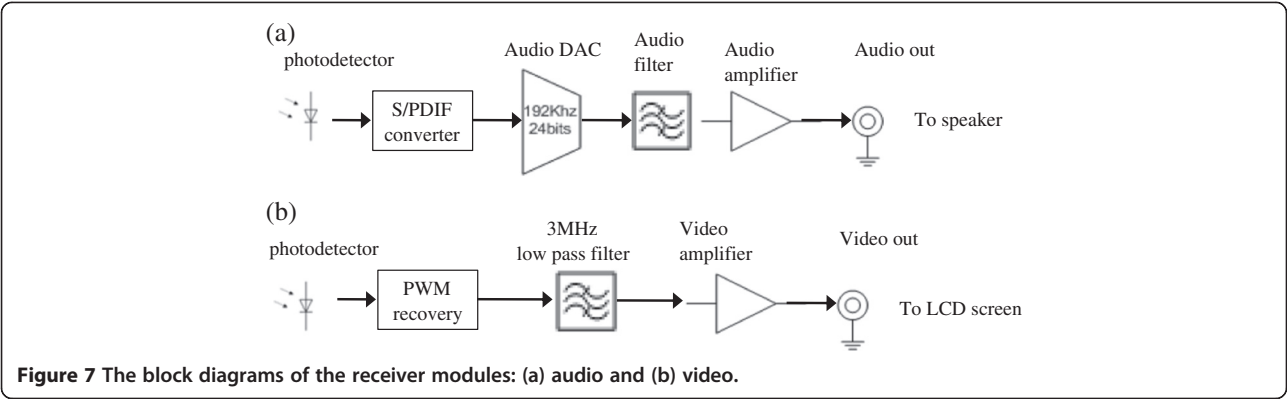 (a)
photodetector
S/PDIF
converter
Audio DAC
192Khz
24bits
Audio
filter
Audio
amplifier
Audio out
To speaker
(b)
photodetector
PWM
recovery
3MHz
low pass filter
Video
amplifier
Video out
To LCD screen
Figure 7 The block diagrams of the receiver modules: (a) audio and (b) video.